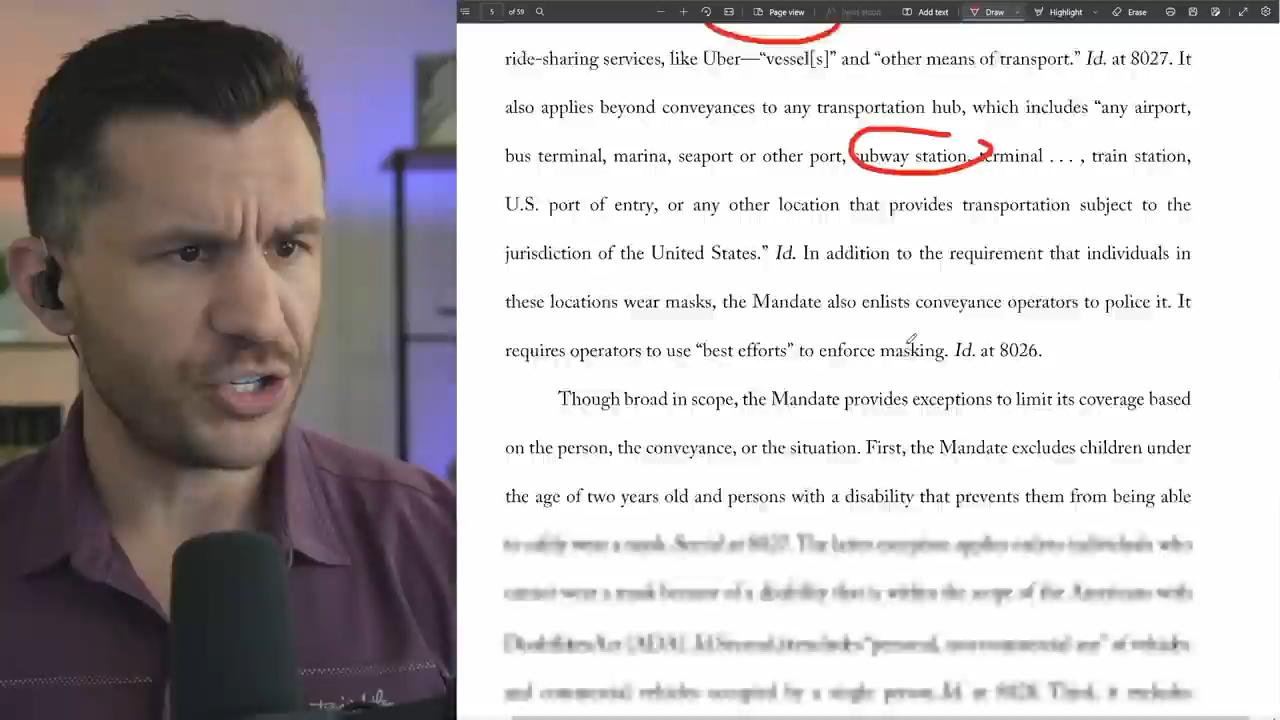 5 of 59 Page view Add text Draw Highlight Erase
ride-sharing services, like Uber—“vessel[s]” and “other means of transport.” Id. at 8027. It
also applies beyond conveyances to any transportation hub, which includes “any airport,
bus terminal, marina, seaport or other port, subway station, terminal . . . , train station,
U.S. port of entry, or any other location that provides transportation subject to the
jurisdiction of the United States.” Id. In addition to the requirement that individuals in
these locations wear masks, the Mandate also enlists conveyance operators to police it. It
requires operators to use “best efforts” to enforce masking. Id. at 8026.
Though broad in scope, the Mandate provides exceptions to limit its coverage based
on the person, the conveyance, or the situation. First, the Mandate excludes children under
the age of two years old and persons with a disability that prevents them from being able